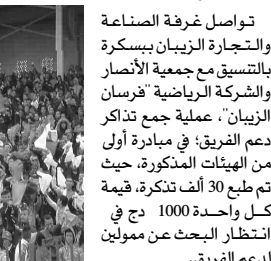 تواصل غرفة الصناعة
والتجارة الزيبان ببسكرة
بالتنسيق مع جمعية الأنصار
والشركة الرياضية "فرسان
الزيبان"، عملية جمع تذاكر
دعم الفريق؛ في مبادرة أولى
من الهيئات المذكورة، حيث
تم طبع 30 ألف تذكرة، قيمة
كل واحدة 1000 دج في
انتظار البحث عن ممولين
لدعم الفريق.